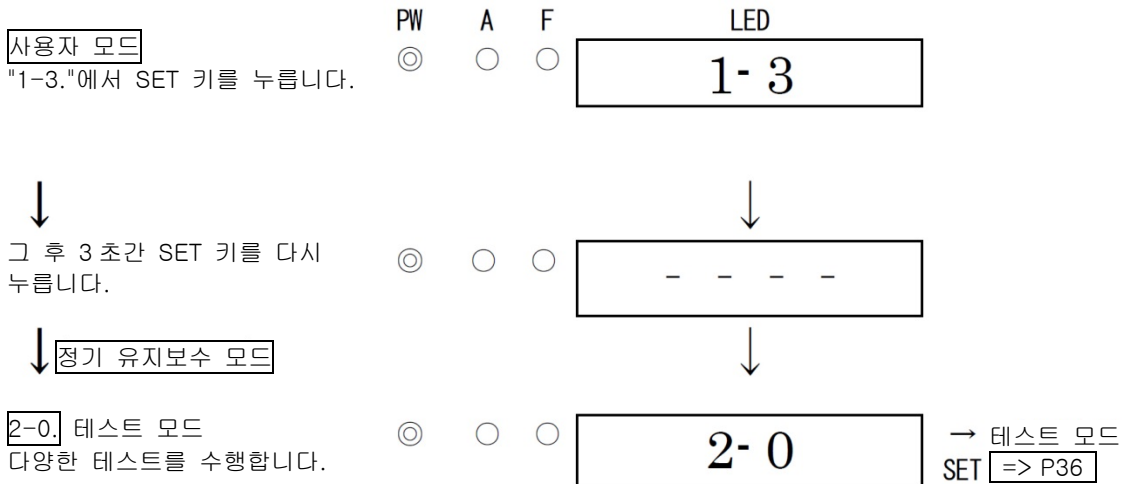 PW A F LED
사용자 모드
"1-3."에서 SET 키를 누릅니다.
◎ ○ ○ 1- 3
↓ ↓
그 후 3초간 SET 키를 다시
누릅니다.
◎ ○ ○ - - - -
↓ 정기 유지보수 모드 ↓
2-0. 테스트 모드
다양한 테스트를 수행합니다.
◎ ○ ○ 2- 0
→ 테스트 모드
SET => P36